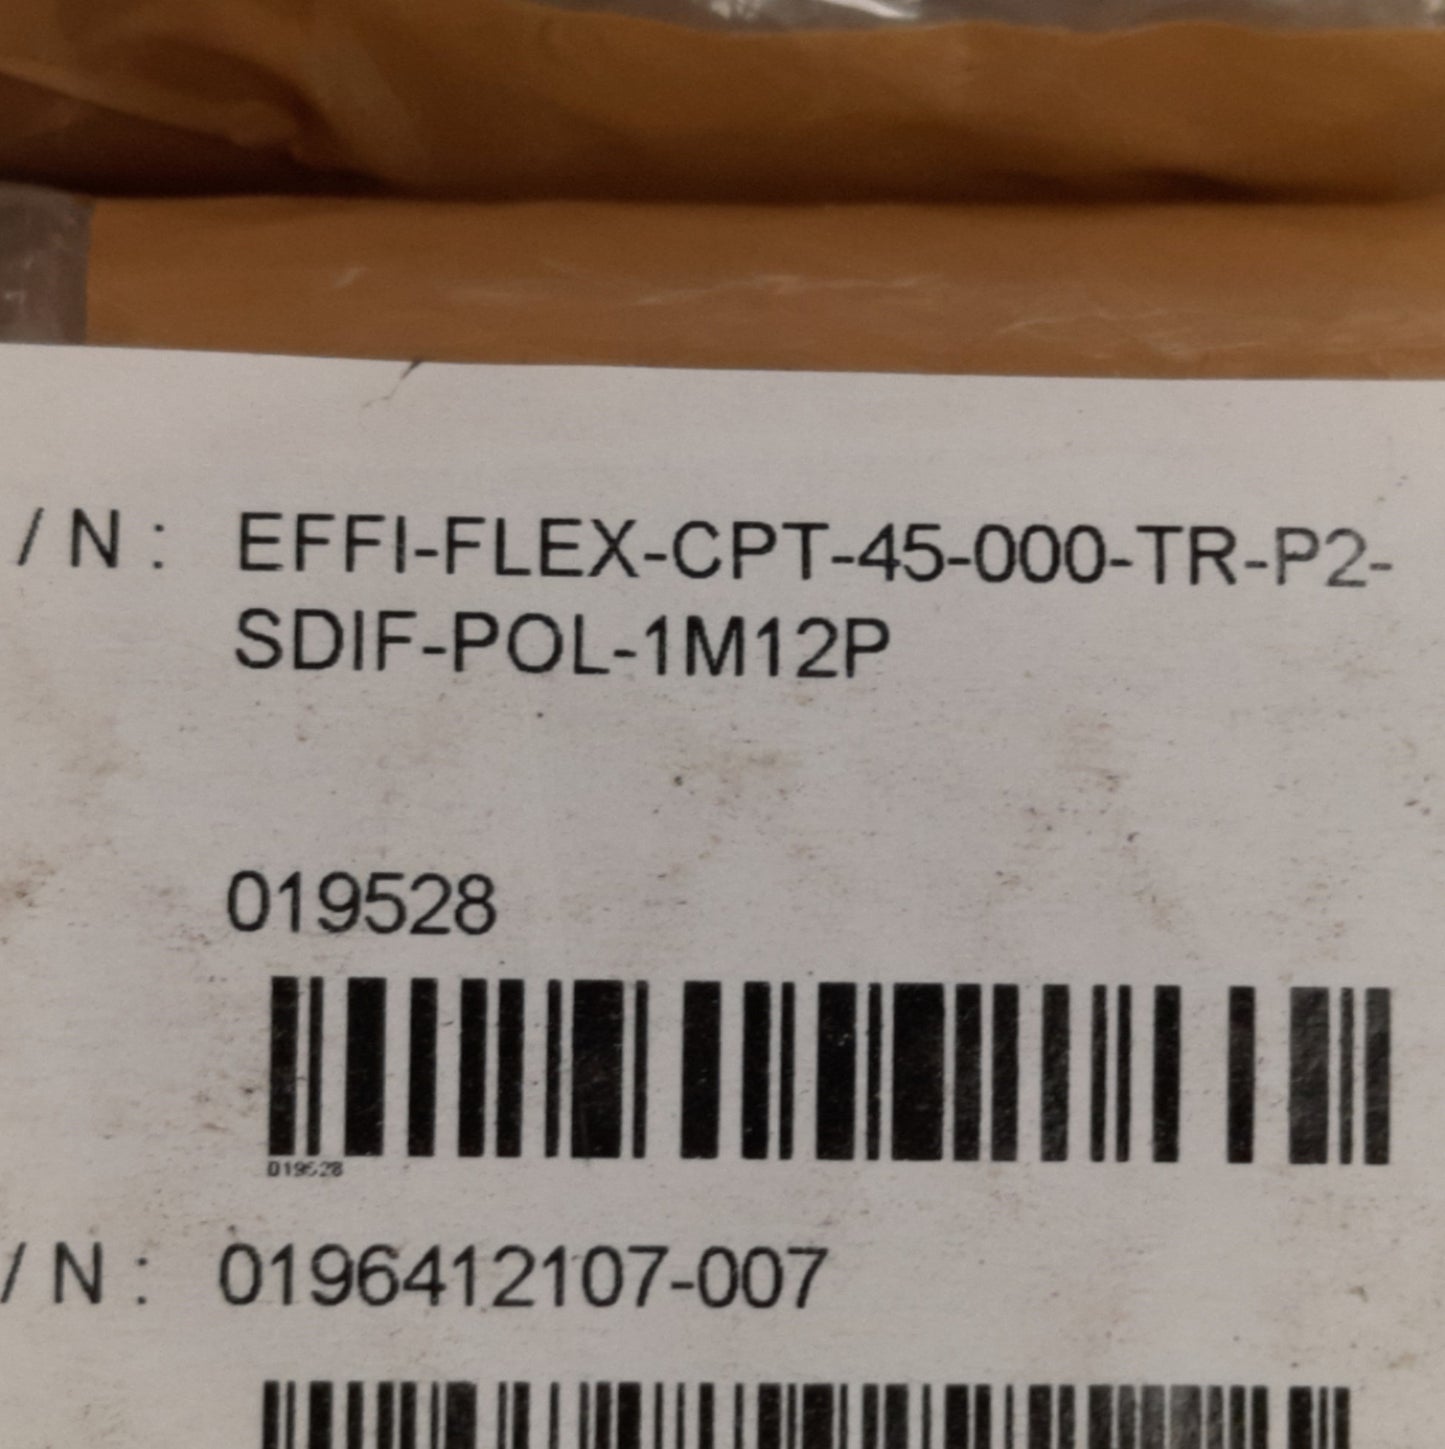 / N : EFFI-FLEX-CPT-45-000-TR-P2-
SDIF-POL-1M12P
019528
019528
/ N : 0196412107-007